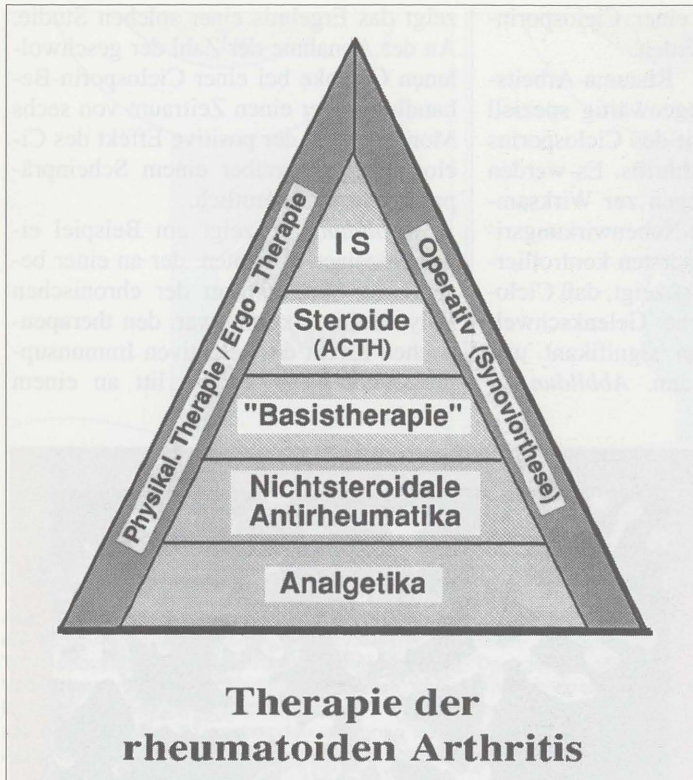 IS
Steroide
(ACTH)
"Basistherapie"
Nichtsteroidale
Antirheumatika
Analgetika
Physikal. Therapie - Ergo - Therapie
Operativ (Synoviorthese)
Therapie der
rheumatoiden Arthritis